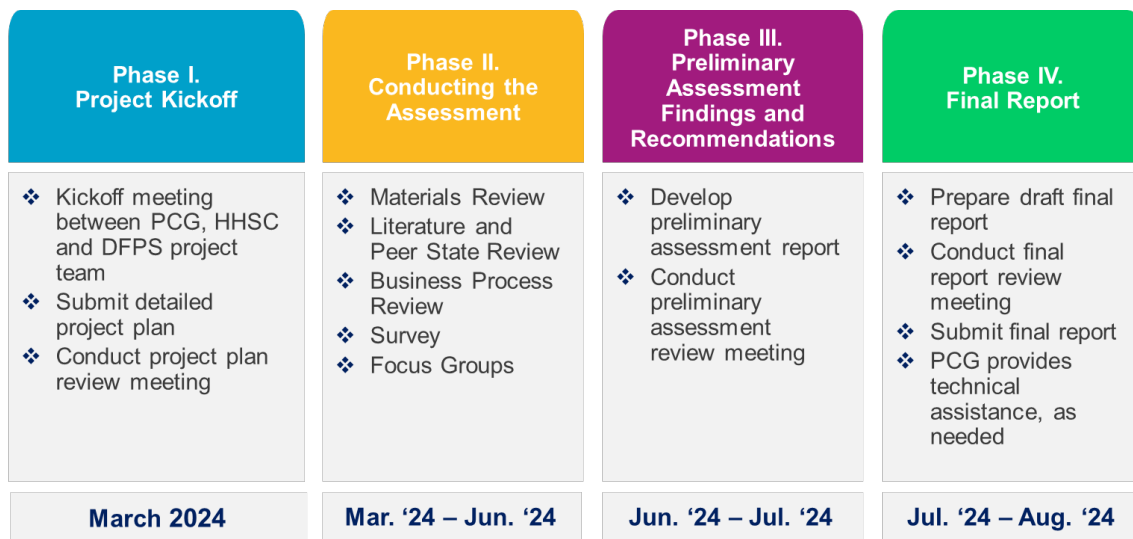 Phase I.
Project Kickoff
Kickoff meeting
between PCG, HHSC
and DFPS project
team
Submit detailed
project plan
Conduct project plan
review meeting
March 2024
Phase II.
Conducting the
Assessment
Materials Review
Literature and
Peer State Review
Business Process
Review
Survey
Focus Groups
Mar. ‘24 – Jun. ‘24
Phase III.
Preliminary
Assessment
Findings and
Recommendations
Develop
preliminary
assessment report
Conduct
preliminary
assessment
review meeting
Jun. ‘24 – Jul. ‘24
Phase IV.
Final Report
Prepare draft final
report
Conduct final
report review
meeting
Submit final report
PCG provides
technical
assistance, as
needed
Jul. ‘24 – Aug. ‘24